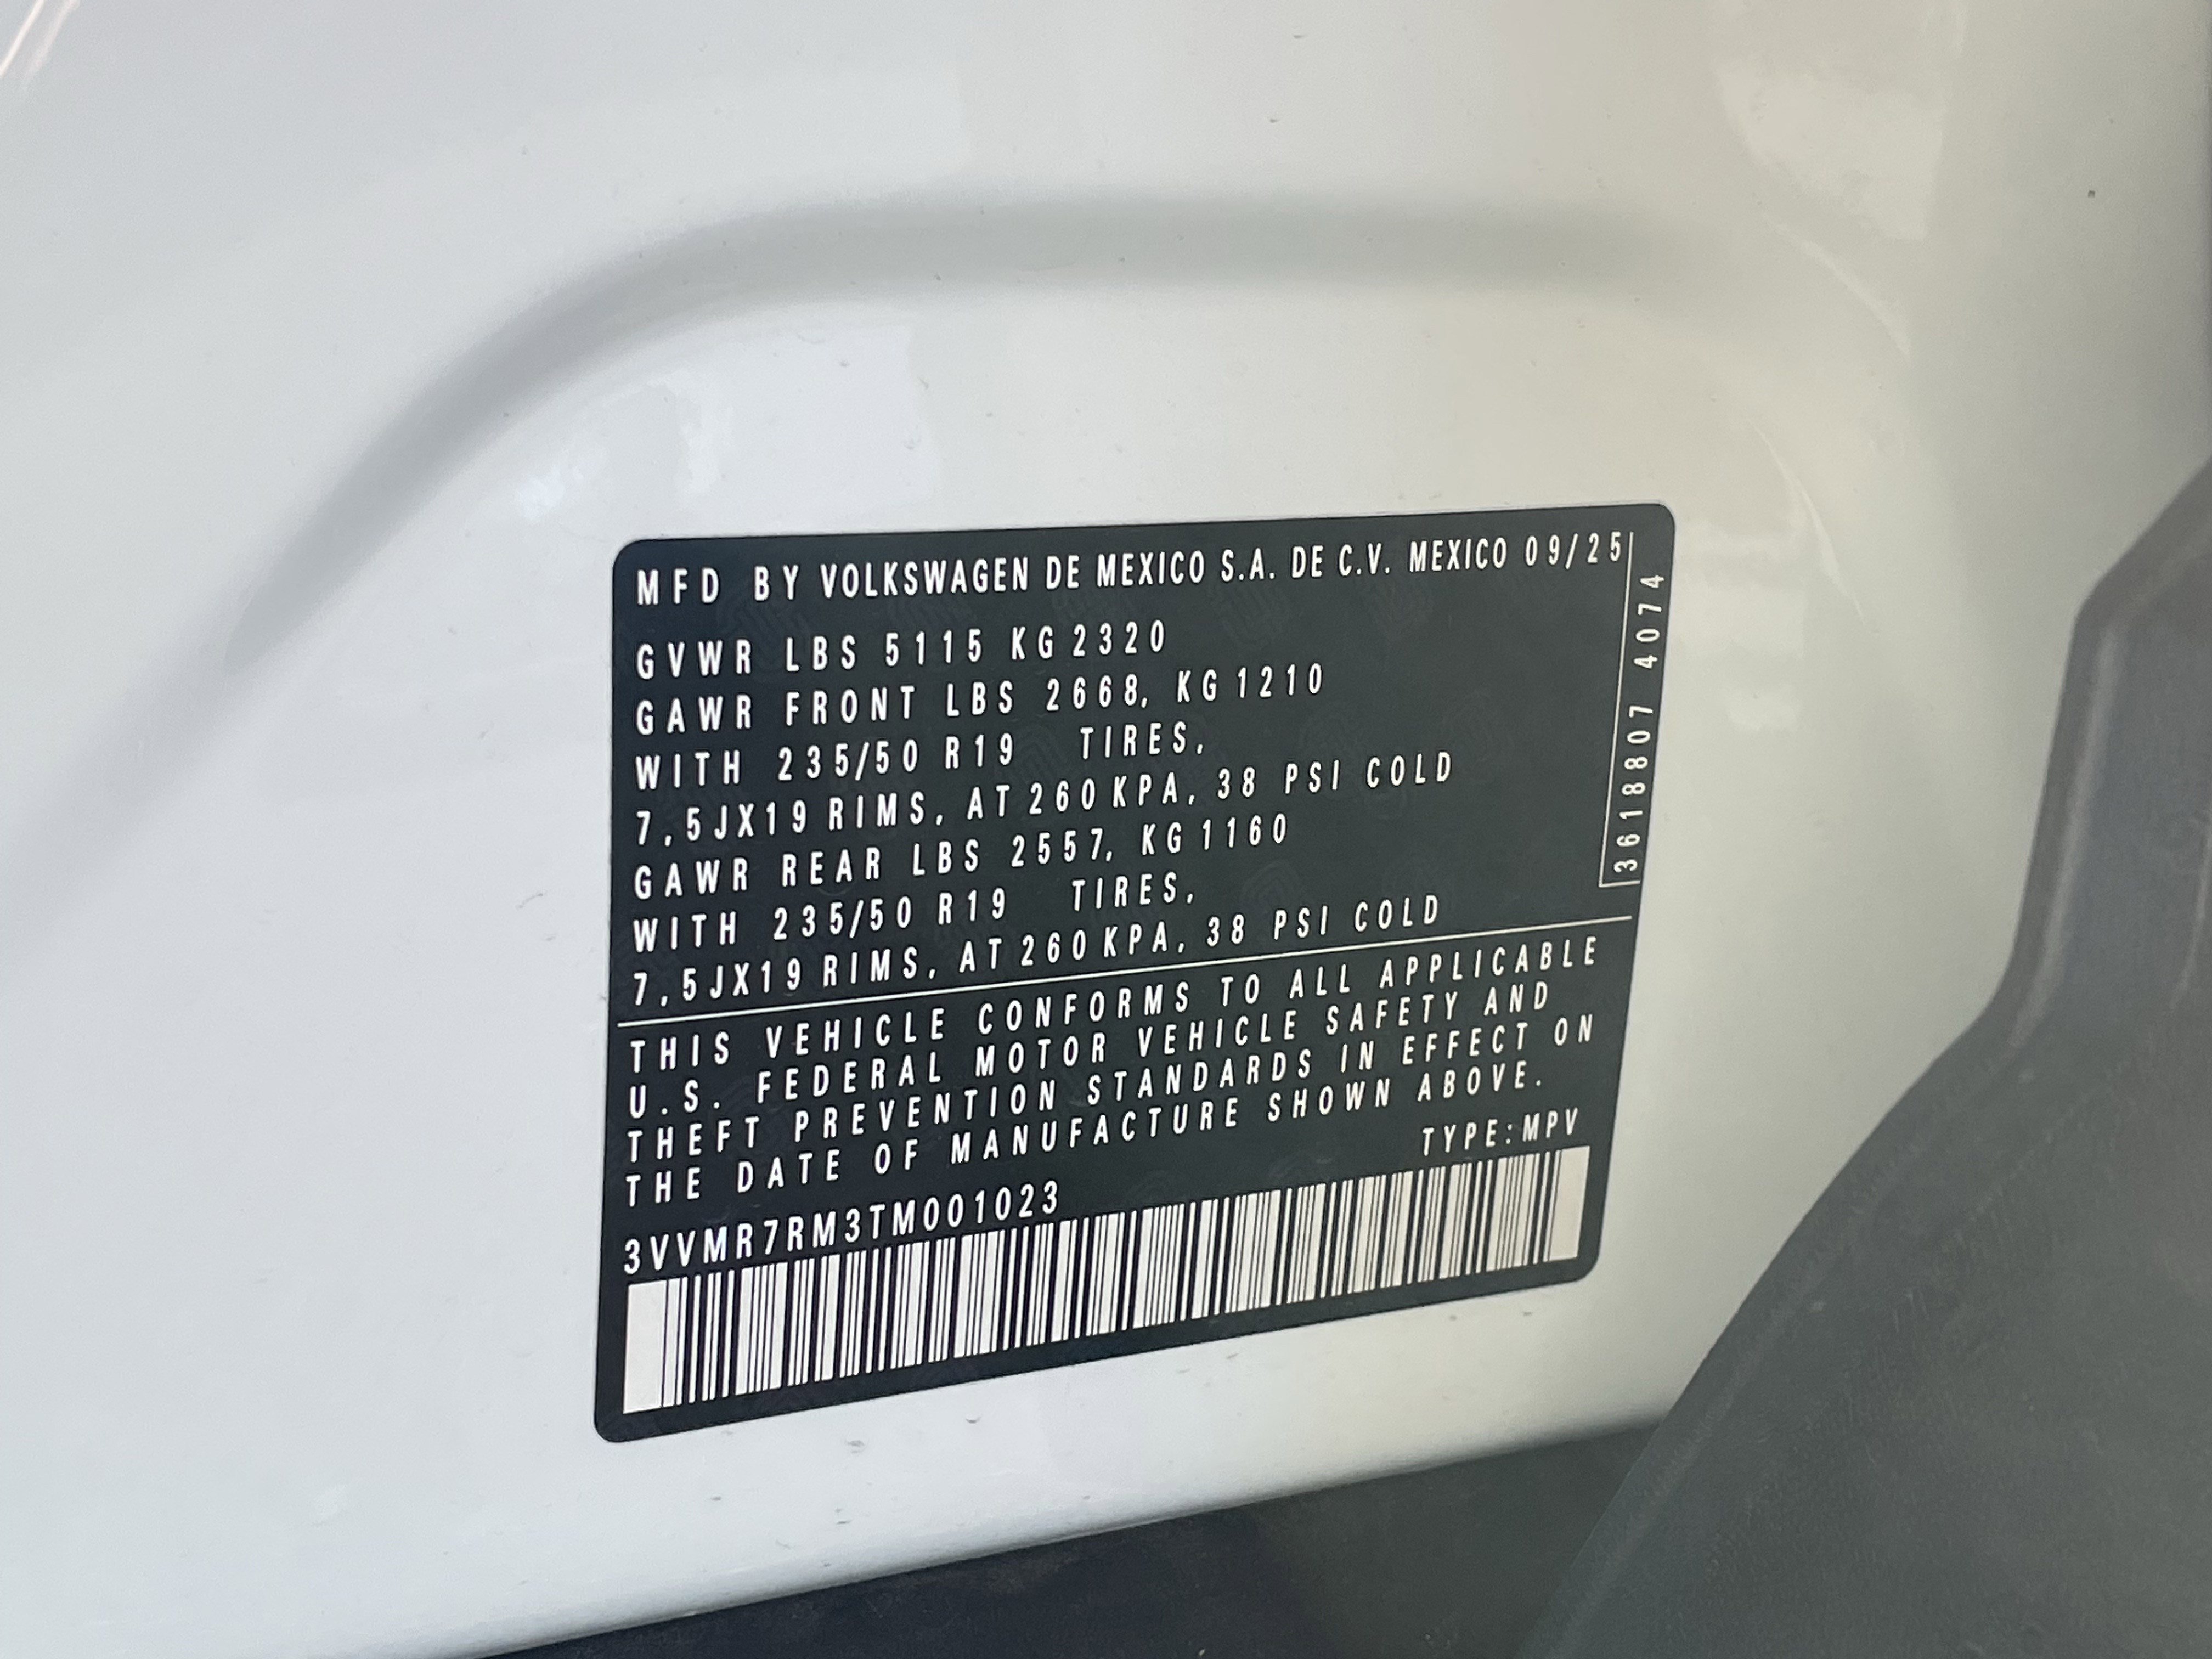 MFD BY VOLKSWAGEN DE MEXICO S.A. DE C.V. MEXICO 09/25
GVWR LBS 5115 KG 2320
GAWR FRONT LBS 2668, KG 1210
WITH 235/50 R19 TIRES,
7,5JX19 RIMS, AT 260 KPA, 38 PSI COLD
GAWR REAR LBS 2557, KG 1160
WITH 235/50 R19 TIRES,
7,5JX19 RIMS, AT 260 KPA, 38 PSI COLD
3618807 4074
THIS VEHICLE CONFORMS TO ALL APPLICABLE
U.S. FEDERAL MOTOR VEHICLE SAFETY AND
THEFT PREVENTION STANDARDS IN EFFECT ON
THE DATE OF MANUFACTURE SHOWN ABOVE.
TYPE:MPV
3VVMR7RM3TM001023